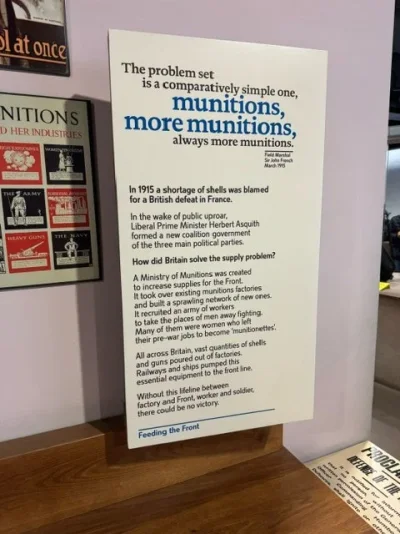 ol at once
NITIONS
D HER INDUSTRIES
THE ARMY
HEAVY GUNS
THE NAVY
The problem set
is a comparatively simple one,
munitions,
more munitions,
always more munitions.
Field Marshal
Sir John French
March 1915
In 1915 a shortage of shells was blamed
for a British defeat in France.
In the wake of public uproar,
Liberal Prime Minister Herbert Asquith
formed a new coalition government
of the three main political parties.
How did Britain solve the supply problem?
A Ministry of Munitions was created
to increase supplies for the Front.
It took over existing munitions factories
and built a sprawling network of new ones.
It recruited an army of workers
to take the places of men away fighting.
Many of them were women who left
their pre-war jobs to become 'munitionettes'.
All across Britain, vast quantities of shells
and guns poured out of factories.
Railways and ships pumped this
essential equipment to the front line.
Without this lifeline between
factory and Front, worker and soldier,
there could be no victory.
Feeding the Front